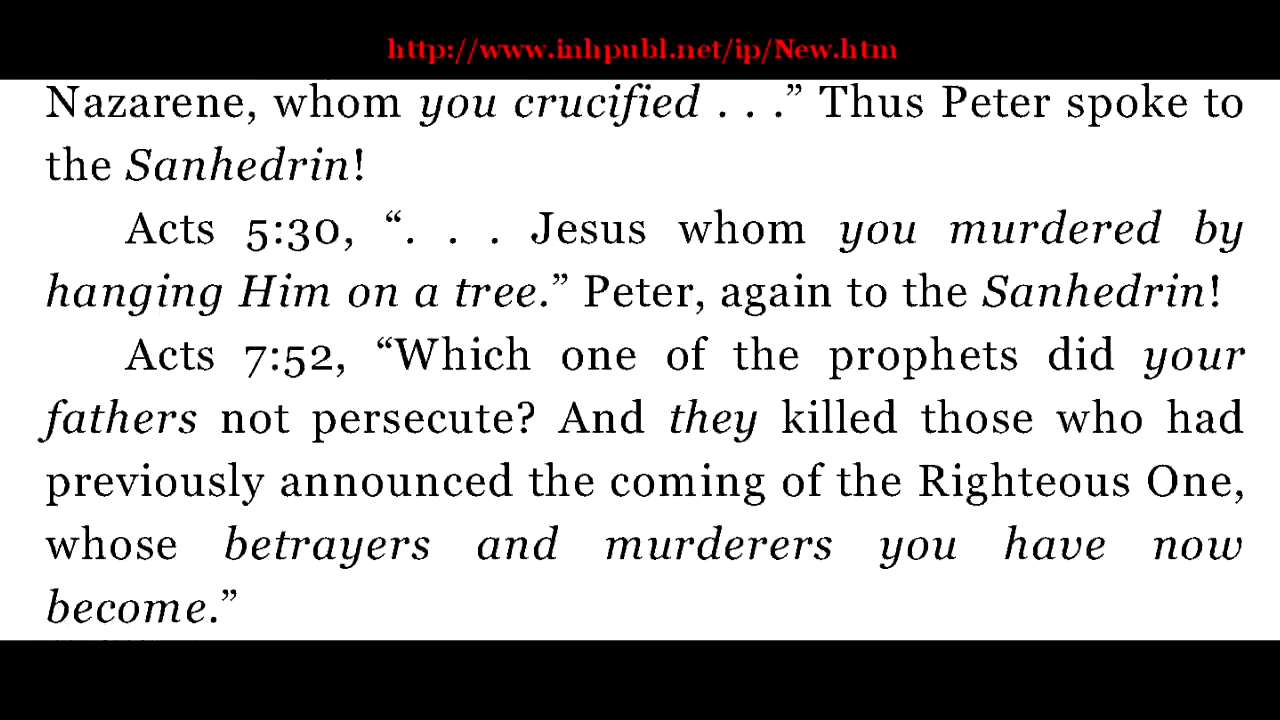 http://www.inhpubl.net/ip/New.htm
Nazarene, whom you crucified . . .” Thus Peter spoke to
the Sanhedrin!
Acts 5:30, “. . . Jesus whom you murdered by
hanging Him on a tree.” Peter, again to the Sanhedrin!
Acts 7:52, “Which one of the prophets did your
fathers not persecute? And they killed those who had
previously announced the coming of the Righteous One,
whose betrayers and murderers you have now
become.”